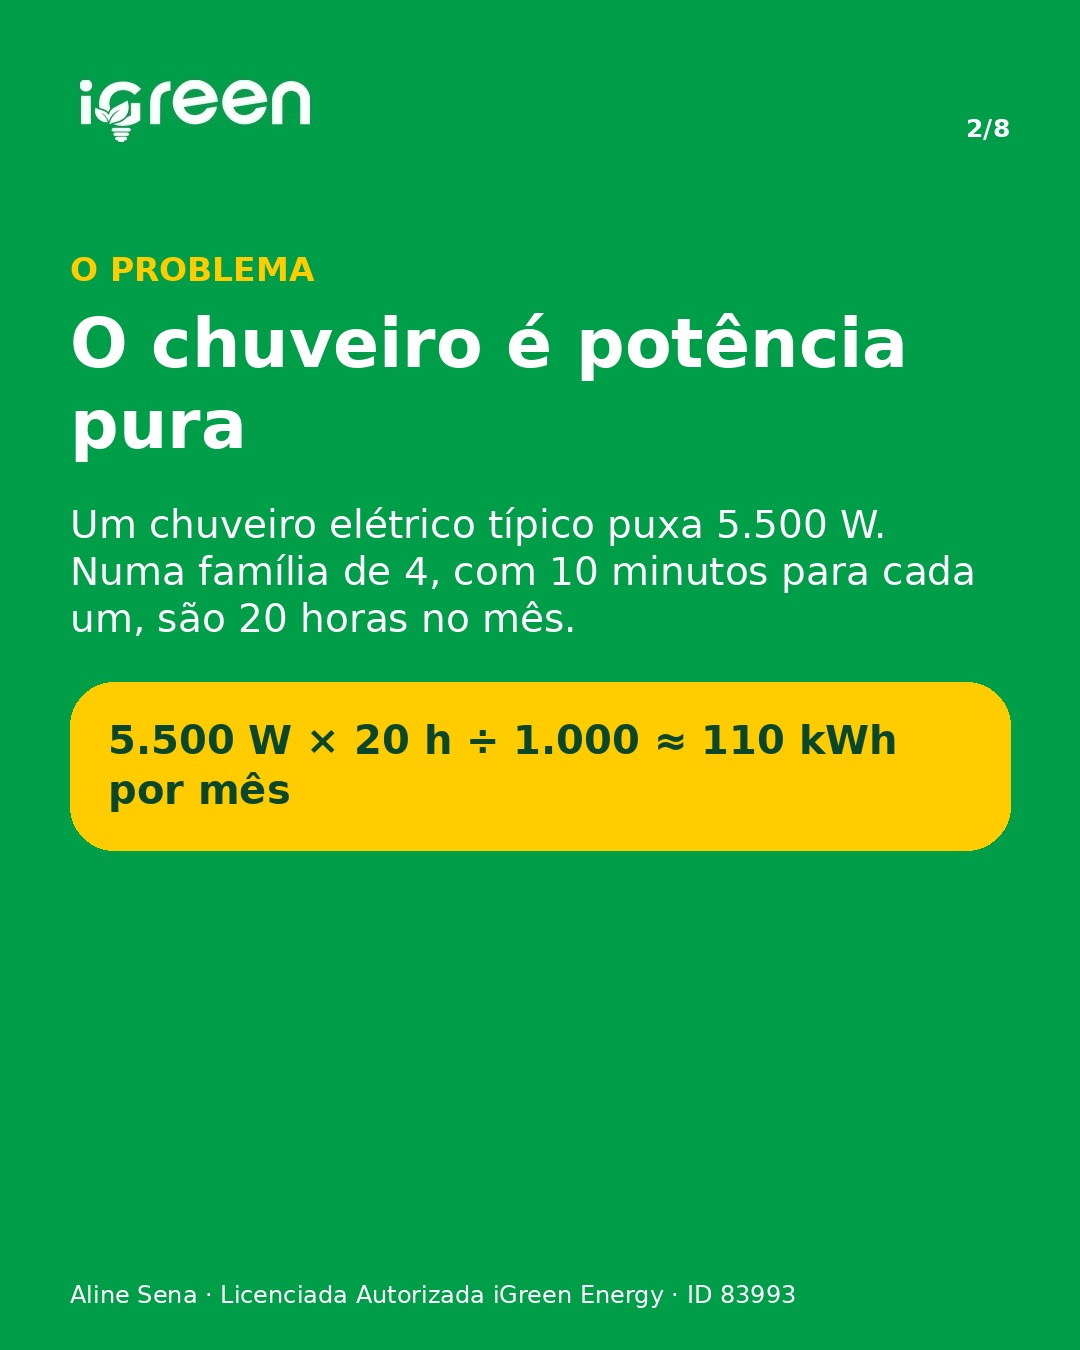 igreen
2/8
O PROBLEMA
O chuveiro é potência
pura
Um chuveiro elétrico típico puxa 5.500 W.
Numa família de 4, com 10 minutos para cada
um, são 20 horas no mês.
5.500 W × 20 h ÷ 1.000 ≈ 110 kWh
por mês
Aline Sena · Licenciada Autorizada iGreen Energy · ID 83993